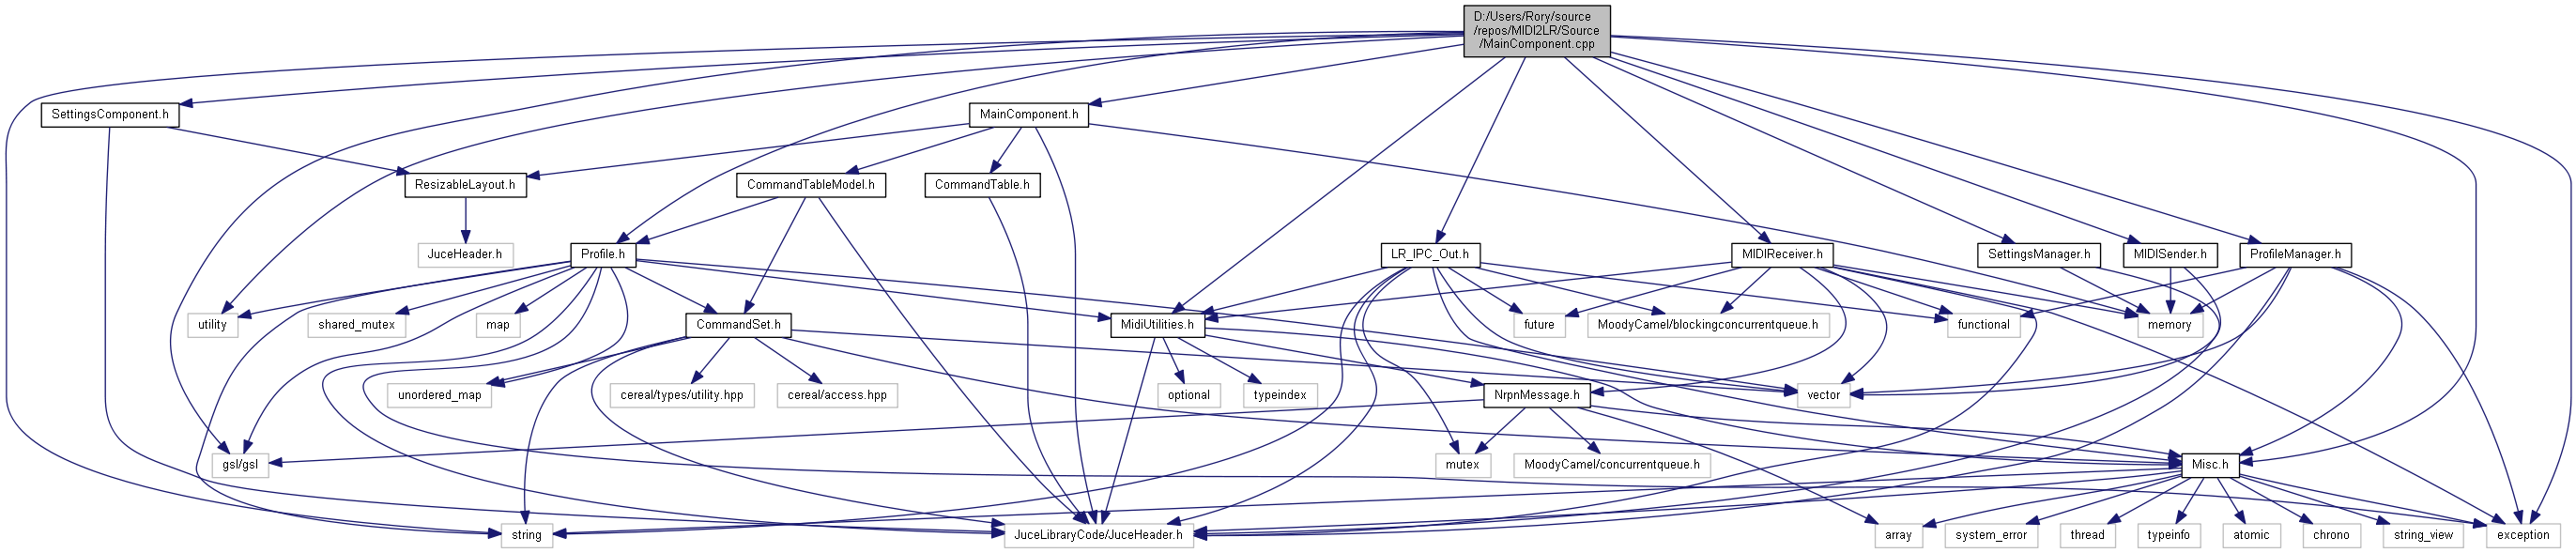 D:/Users/Rory/source
/repos/MIDI2LR/Source
/MainComponent.cpp
SettingsComponent.h
MainComponent.h
ResizableLayout.h
CommandTableModel.h
CommandTable.h
JuceHeader.h
Profile.h
LR_IPC_Out.h
MIDIReceiver.h
SettingsManager.h
MIDISender.h
ProfileManager.h
utility
shared_mutex
map
CommandSet.h
MidiUtilities.h
future
MoodyCamel/blockingconcurrentqueue.h
functional
memory
unordered_map
cereal/types/utility.hpp
cereal/access.hpp
optional
typeindex
NrpnMessage.h
vector
gsl/gsl
mutex
MoodyCamel/concurrentqueue.h
Misc.h
string
JuceLibraryCode/JuceHeader.h
array
system_error
thread
typeinfo
atomic
chrono
string_view
exception